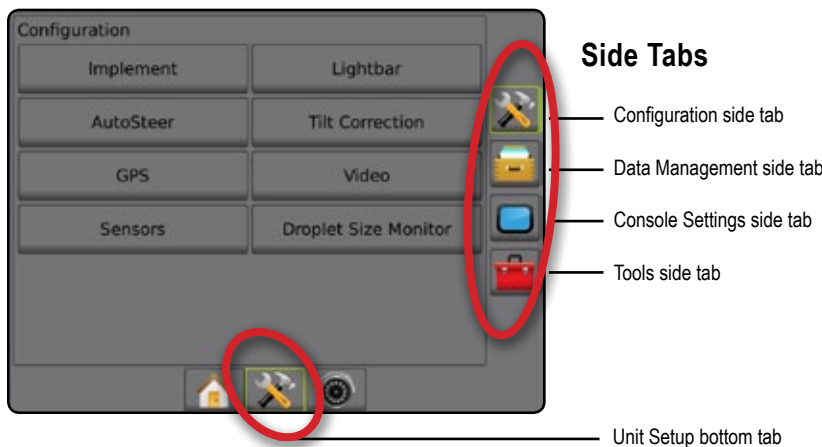 Configuration
Implement
Lightbar
AutoSteer
Tilt Correction
GPS
Video
Sensors
Droplet Size Monitor
Side Tabs
Configuration side tab
Data Management side tab
Console Settings side tab
Tools side tab
Unit Setup bottom tab